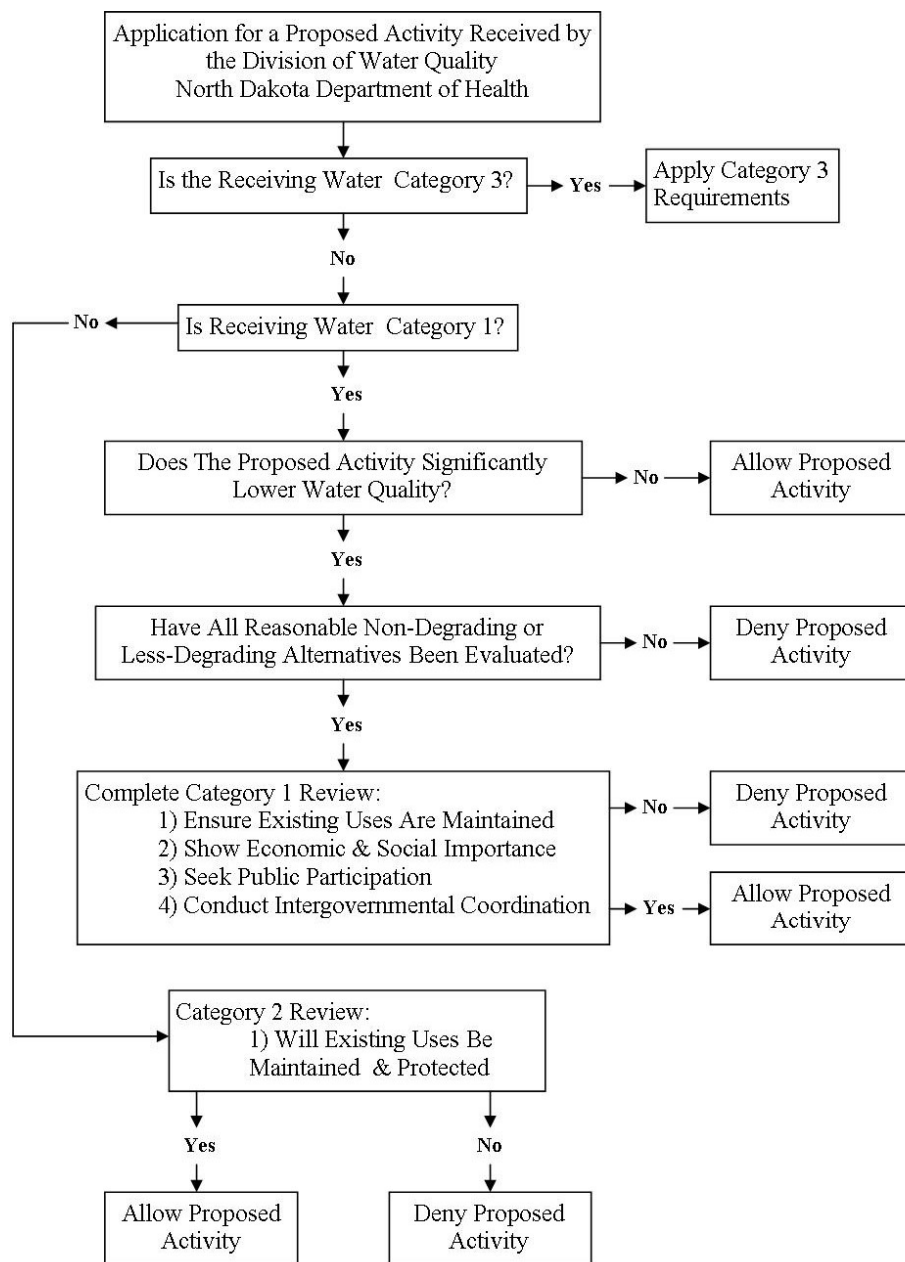 Application for a Proposed Activity Received by
the Division of Water Quality
North Dakota Department of Health
Is the Receiving Water Category 3?
Yes
Apply Category 3
Requirements
No
No
Is Receiving Water Category 1?
Yes
Does The Proposed Activity Significantly
Lower Water Quality?
No
Allow Proposed
Activity
Yes
Have All Reasonable Non-Degrading or
Less-Degrading Alternatives Been Evaluated?
No
Deny Proposed
Activity
Yes
Complete Category 1 Review:
1) Ensure Existing Uses Are Maintained
2) Show Economic & Social Importance
3) Seek Public Participation
4) Conduct Intergovernmental Coordination
No
Deny Proposed
Activity
Yes
Allow Proposed
Activity
Category 2 Review:
1) Will Existing Uses Be
Maintained & Protected
Yes
No
Allow Proposed
Activity
Deny Proposed
Activity